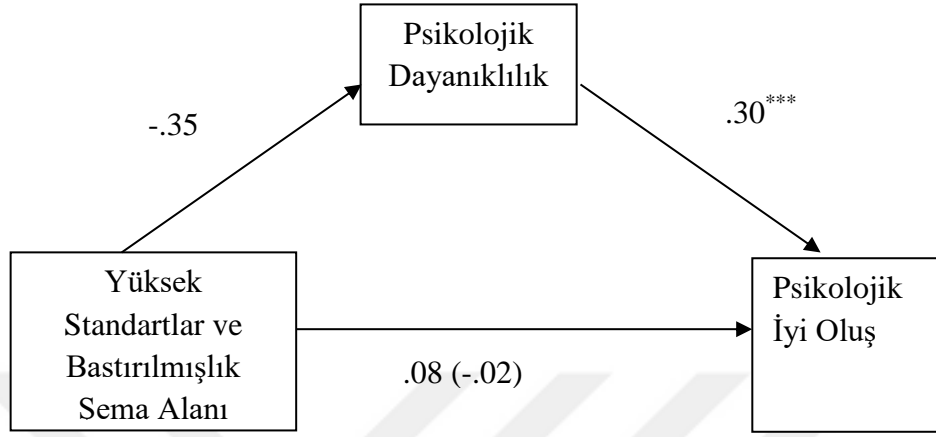 Psikolojik
Dayanıklılık
-.35
.30***
Yüksek
Standartlar ve
Bastırılmışlık
Sema Alanı
Psikolojik
İyi Oluş
.08 (-.02)